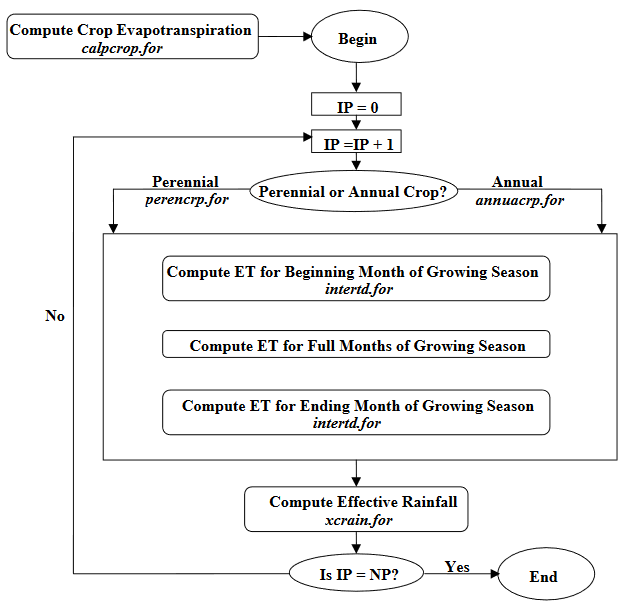 Compute Crop Evapotranspiration
calpcrop.for
Begin
IP = 0
IP =IP + 1
Perennial or Annual Crop?
Perennial
perencrp.for
Annual
annuacrp.for
Compute ET for Beginning Month of Growing Season
intertd.for
Compute ET for Full Months of Growing Season
Compute ET for Ending Month of Growing Season
intertd.for
No
Compute Effective Rainfall
xcrain.for
Is IP = NP?
Yes
End